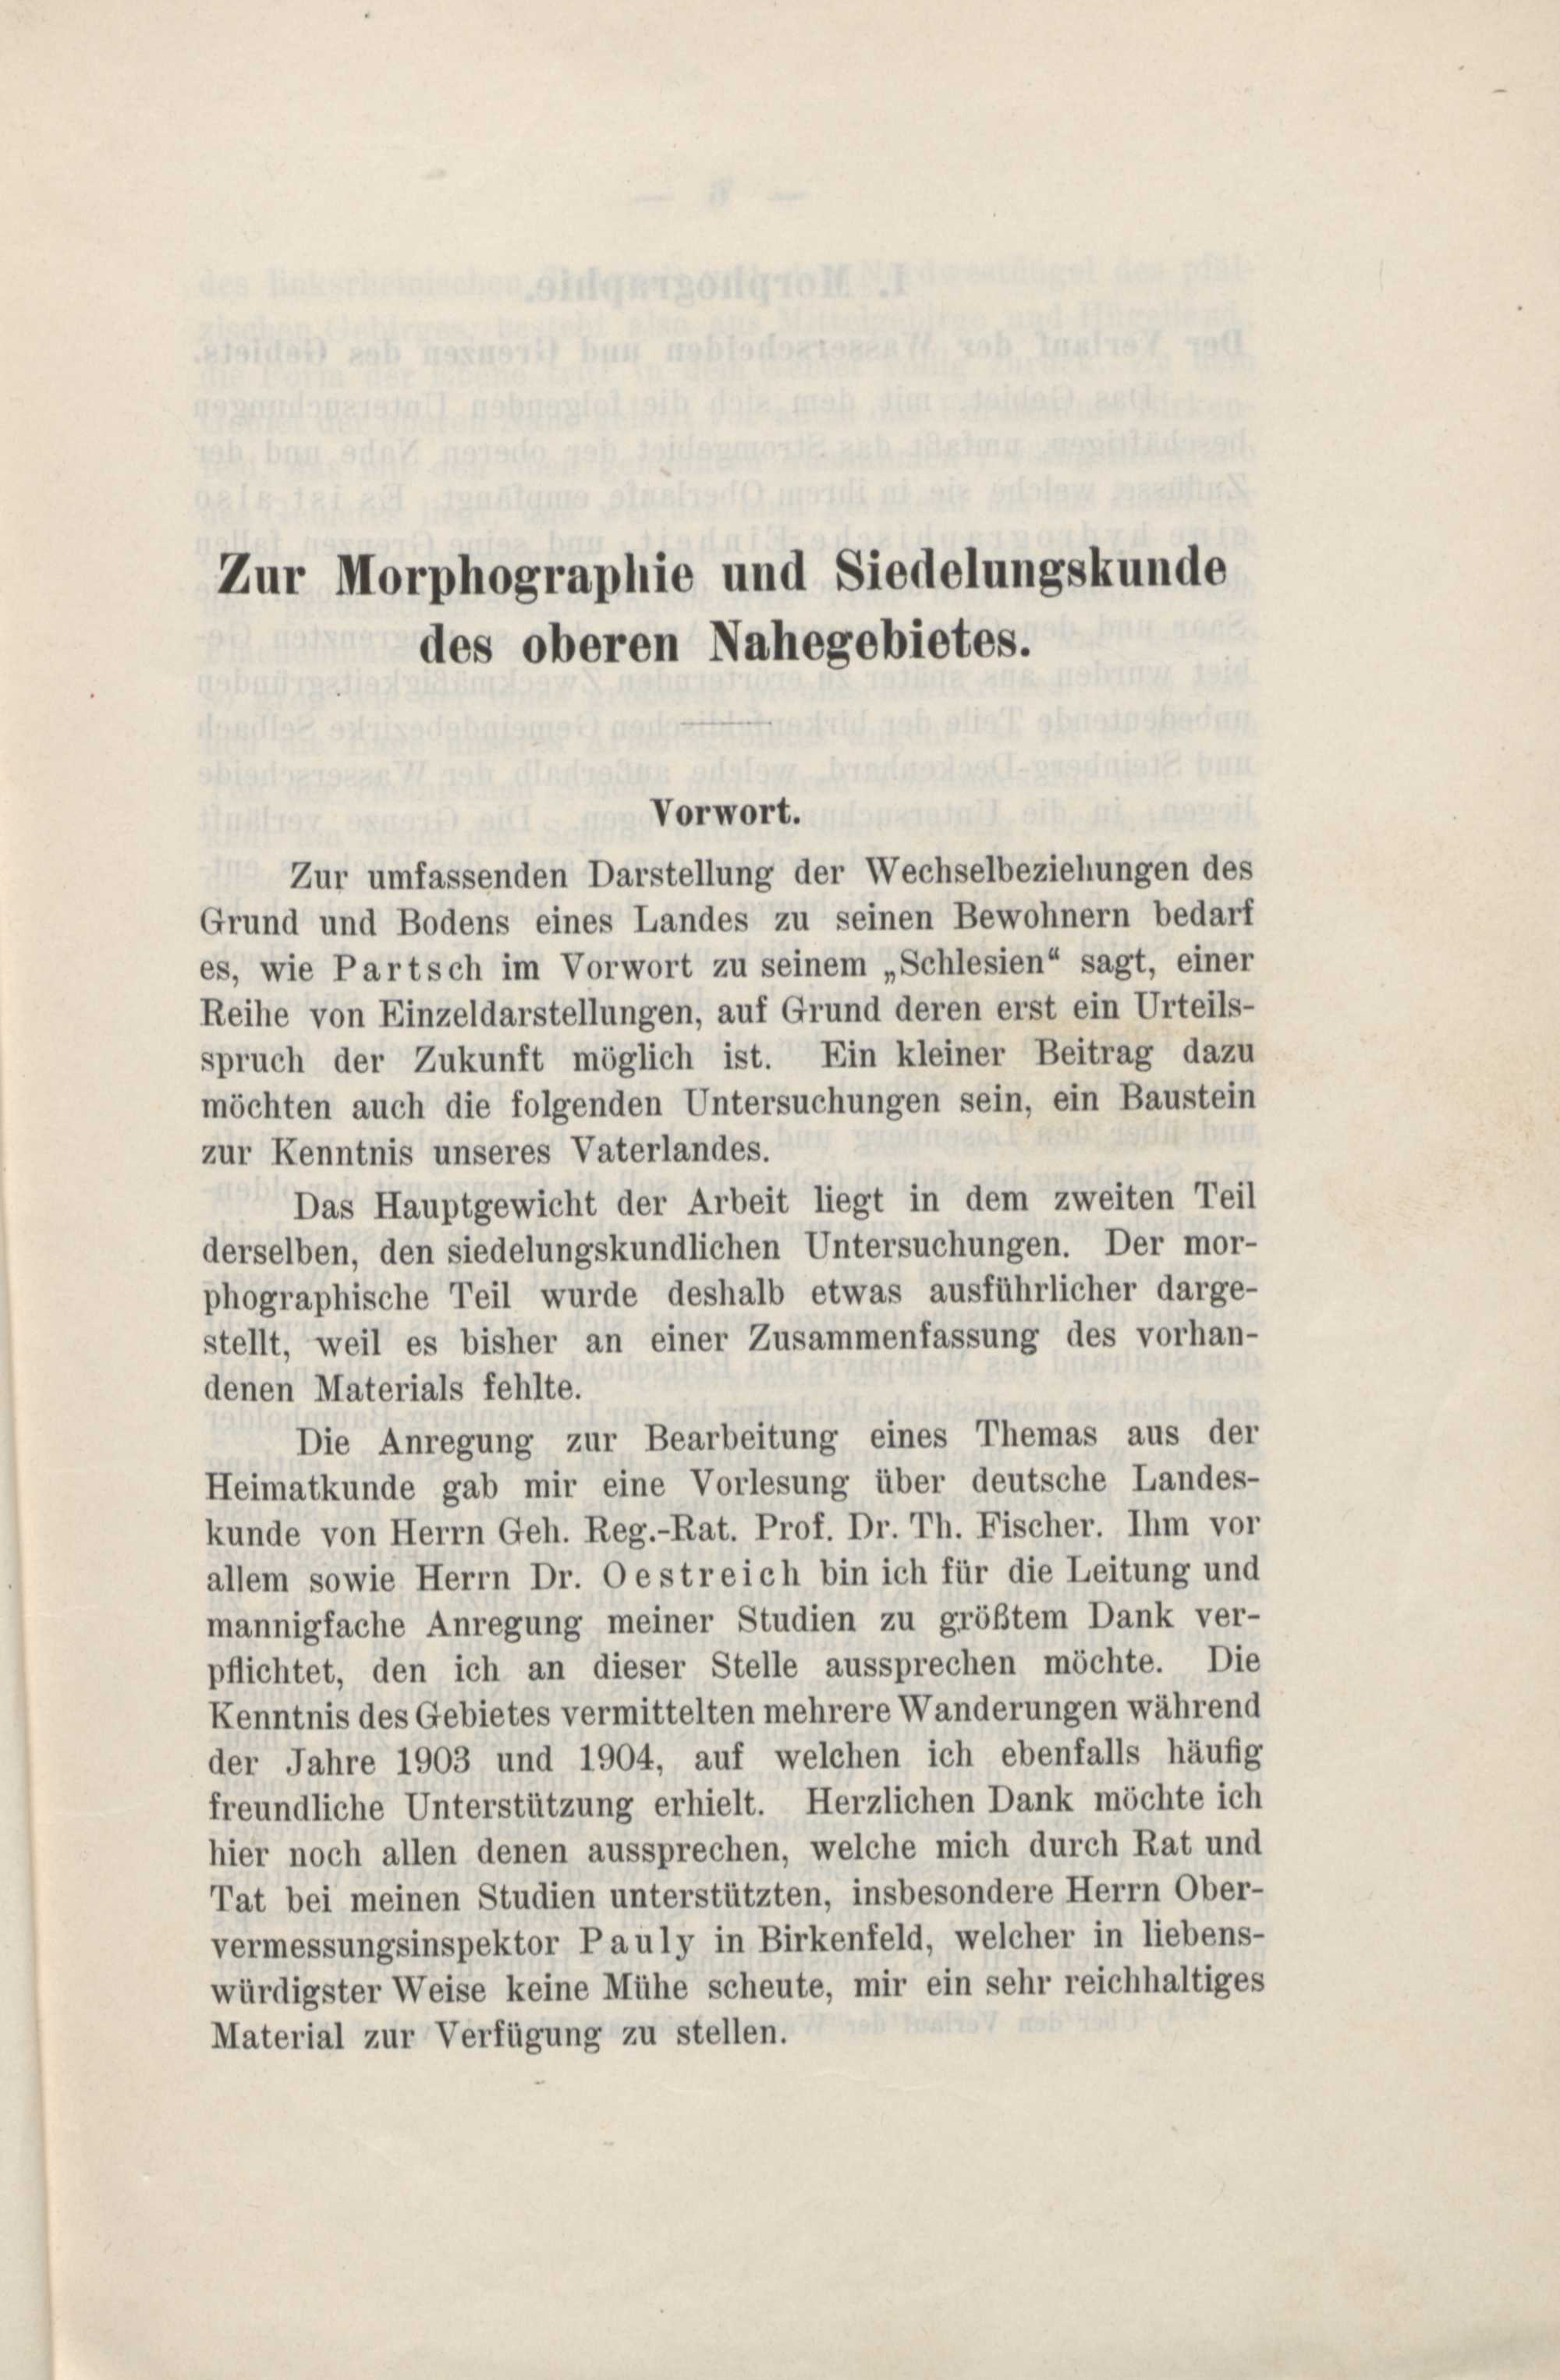 Zur Morphographie und Siedelungskunde
des oberen Nahegebietes.
Vorwort.
Zur umfassenden Darstellung der Wechselbeziehungen des
Grund und Bodens eines Landes zu seinen Bewohnern bedarf
es, wie Partsch im Vorwort zu seinem „Schlesien“ sagt, einer
Reihe von Einzeldarstellungen, auf Grund deren erst ein Urteils-
spruch der Zukunft möglich ist. Ein kleiner Beitrag dazu
möchten auch die folgenden Untersuchungen sein, ein Baustein
zur Kenntnis unseres Vaterlandes.
Das Hauptgewicht der Arbeit liegt in dem zweiten Teil
derselben, den siedelungskundlichen Untersuchungen. Der mor-
phographische Teil wurde deshalb etwas ausführlicher darge-
stellt, weil es bisher an einer Zusammenfassung des vorhan-
denen Materials fehlte.
Die Anregung zur Bearbeitung eines Themas aus der
Heimatkunde gab mir eine Vorlesung über deutsche Landes-
kunde von Herrn Geh. Reg.-Rat. Prof. Dr. Th. Fischer. Ihm vor
allem sowie Herrn Dr. Oestreich bin ich für die Leitung und
mannigfache Anregung meiner Studien zu größtem Dank ver-
pflichtet, den ich an dieser Stelle aussprechen möchte. Die
Kenntnis des Gebietes vermittelten mehrere Wanderungen während
der Jahre 1903 und 1904, auf welchen ich ebenfalls häufig
freundliche Unterstützung erhielt. Herzlichen Dank möchte ich
hier noch allen denen aussprechen, welche mich durch Rat und
Tat bei meinen Studien unterstützten, insbesondere Herrn Ober-
vermessungsinspektor Pauly in Birkenfeld, welcher in liebens-
würdigster Weise keine Mühe scheute, mir ein sehr reichhaltiges
Material zur Verfügung zu stellen.